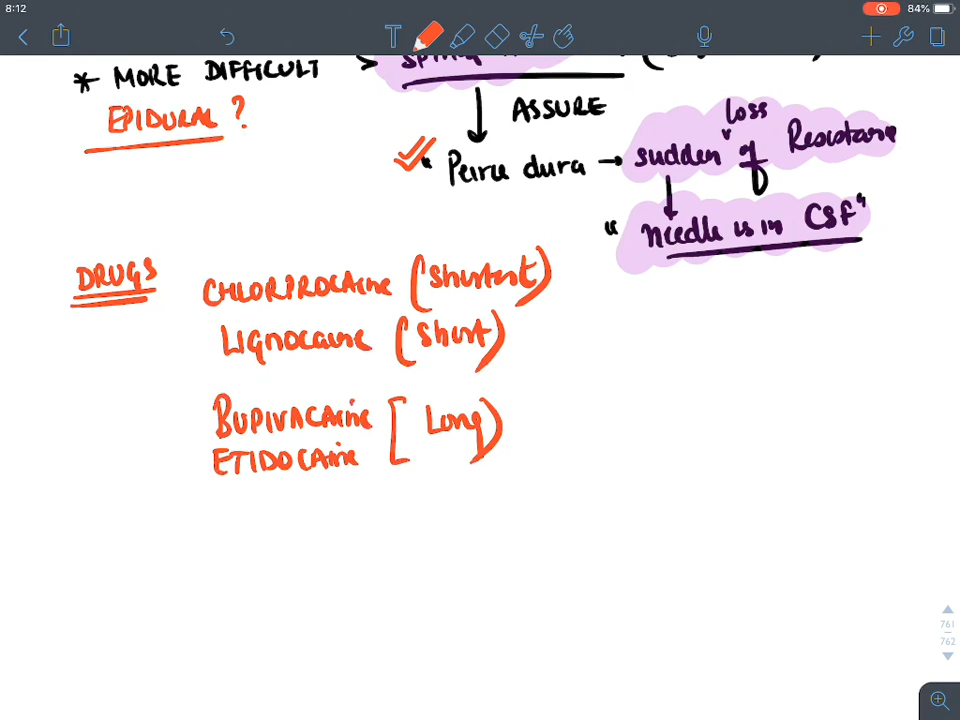 8:12
84%
T
* MORE DIFFICULT >
EPIDURAL ?
ASSURE
" Peirce dura → sudden " loss of Resistance
" needle is in CSF "
DRUGS
CHLORPROCAine (Shortest)
Lignocaine (Short)
BUPIVACAine [ Long)
ETIDOCAine
761
762